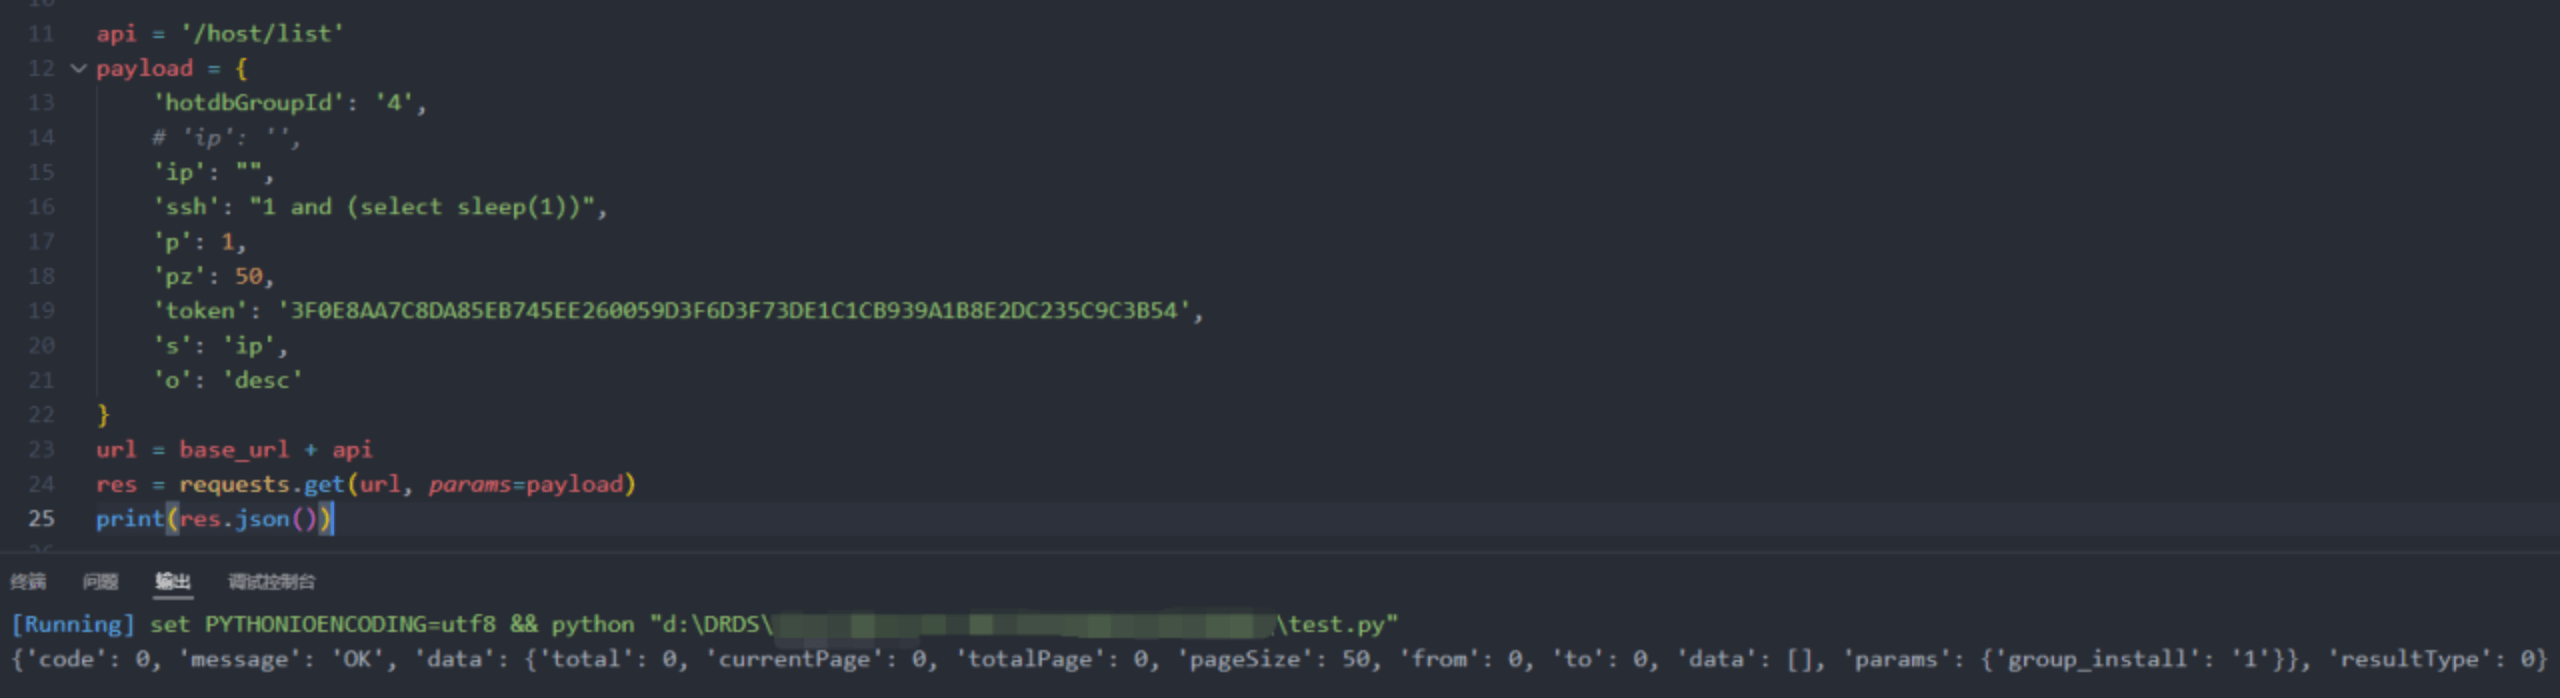 11 api = '/host/list'
12 payload = {
13 'hotdbGroupId': '4',
14 # 'ip': '',
15 'ip': "",
16 'ssh': "1 and (select sleep(1))",
17 'p': 1,
18 'pz': 50,
19 'token': '3F0E8AA7C8DA85EB745EE260059D3F6D3F73DE1C1CB939A1B8E2DC235C9C3B54',
20 's': 'ip',
21 'o': 'desc'
22 }
23 url = base_url + api
24 res = requests.get(url, params=payload)
25 print(res.json())
终端 问题 输出 调试控制台
[Running] set PYTHONIOENCODING=utf8 && python "d:\DRDS\ \test.py"
{'code': 0, 'message': 'OK', 'data': {'total': 0, 'currentPage': 0, 'totalPage': 0, 'pageSize': 50, 'from': 0, 'to': 0, 'data': [], 'params': {'group_install': '1'}}, 'resultType': 0}